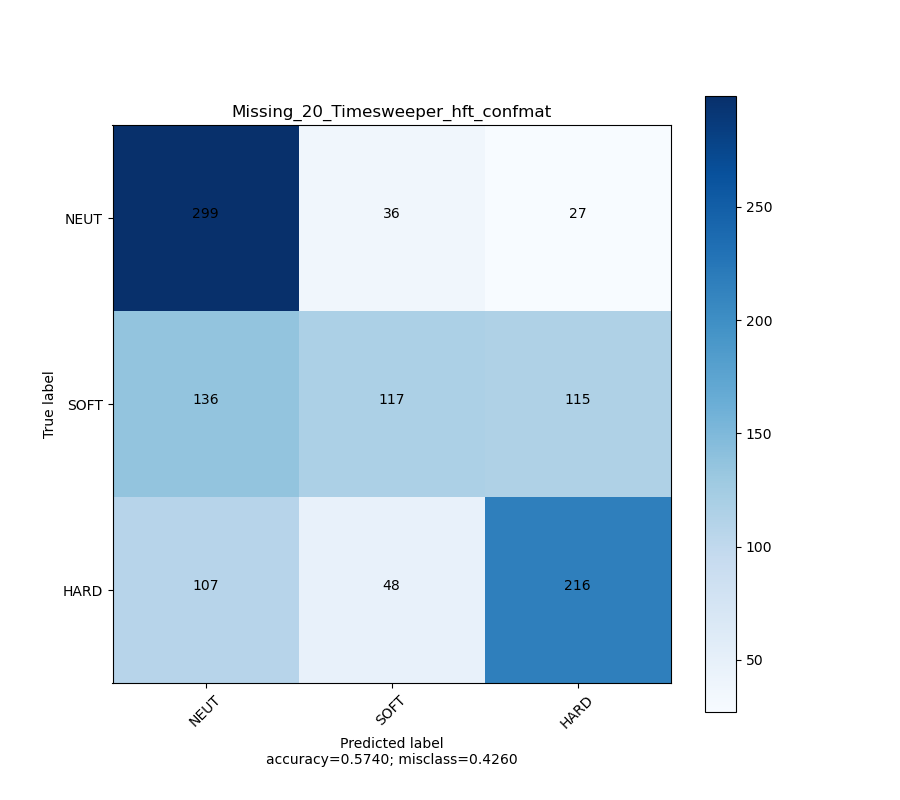 Missing_20_Timesweeper_hft_confmat
NEUT 299 36 27
SOFT 136 117 115
HARD 107 48 216
True label
NEUT SOFT HARD
Predicted label
accuracy=0.5740; misclass=0.4260
250
200
150
100
50